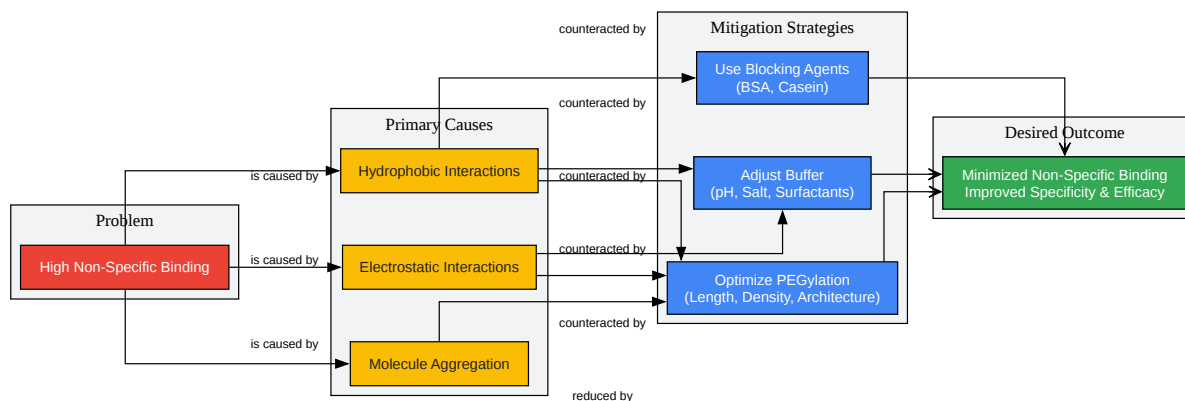 Problem
High Non-Specific Binding
is caused by
is caused by
is caused by
Primary Causes
Hydrophobic Interactions
Electrostatic Interactions
Molecule Aggregation
counteracted by
counteracted by
counteracted by
counteracted by
counteracted by
reduced by
Mitigation Strategies
Use Blocking Agents
(BSA, Casein)
Adjust Buffer
(pH, Salt, Surfactants)
Optimize PEGylation
(Length, Density, Architecture)
Desired Outcome
Minimized Non-Specific Binding
Improved Specificity & Efficacy